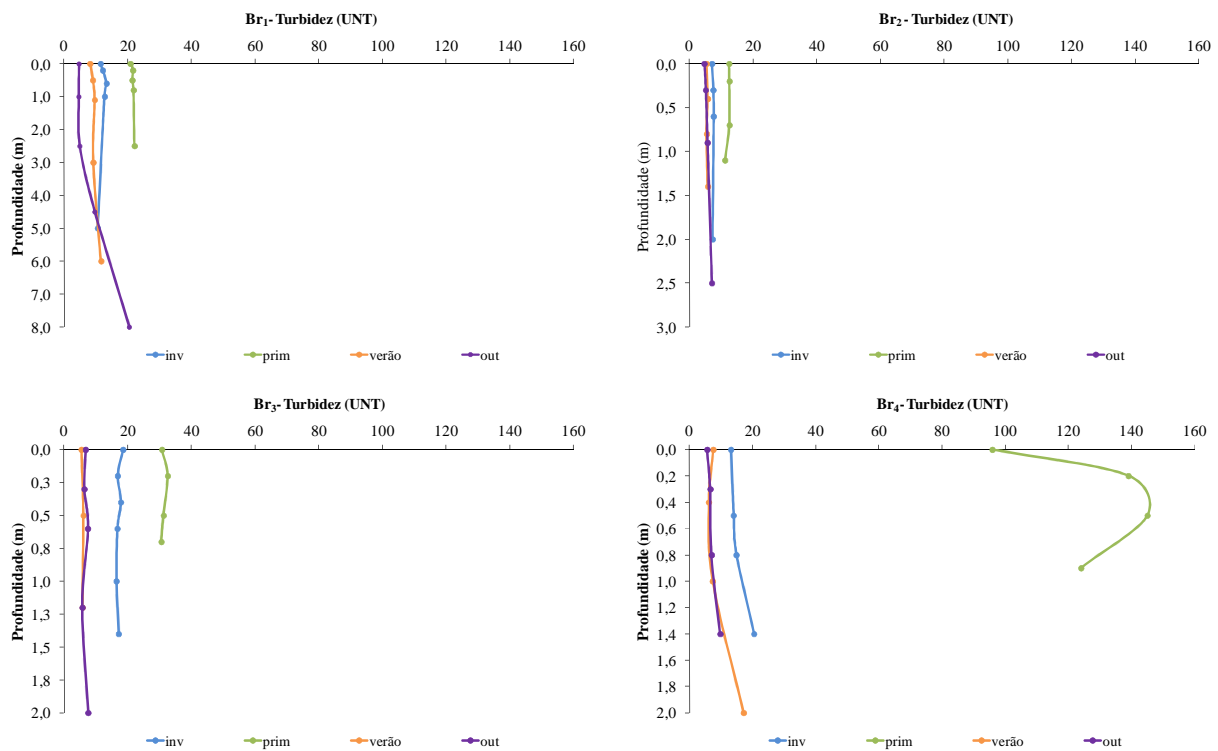 Br₁- Turbidez (UNT)
0 20 40 60 80 100 120 140 160
0,0
1,0
2,0
3,0
4,0
5,0
6,0
7,0
8,0
Profundidade (m)
inv prim verão out
Br₂ - Turbidez (UNT)
0 20 40 60 80 100 120 140 160
0,0
0,5
1,0
1,5
2,0
2,5
3,0
Profundidade (m)
inv prim verão out
Br₃- Turbidez (UNT)
0 20 40 60 80 100 120 140 160
0,0
0,3
0,5
0,8
1,0
1,3
1,5
1,8
2,0
Profundidade (m)
inv prim verão out
Br₄- Turbidez (UNT)
0 20 40 60 80 100 120 140 160
0,0
0,2
0,4
0,6
0,8
1,0
1,2
1,4
1,6
1,8
2,0
Profundidade (m)
inv prim verão out